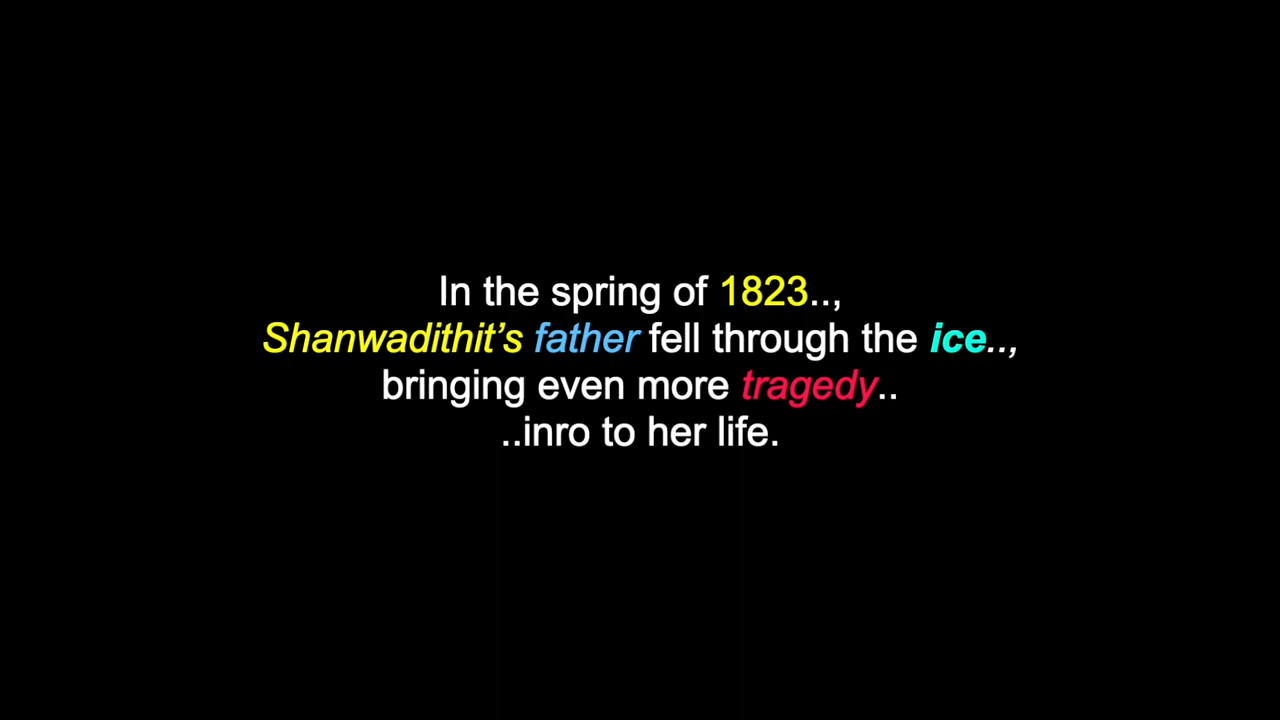 In the spring of 1823..,
Shanwadithit’s father fell through the ice..,
bringing even more tragedy..
..inro to her life.